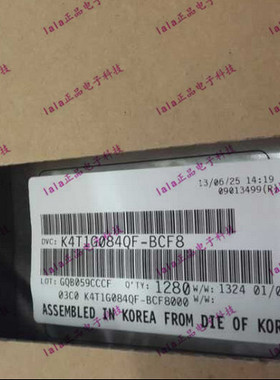 lala正品电子科技
lala正品电子科技
lala正品电子科技
13/06/25 14:19
09013499(R1
DVC: K4T1G084QF-BCF8
LOT: GQB059CCCF Q'TY: 1280 W/W: 1324 01/0
03C0 K4T1G084QF-BCF8000 W/W:
ASSEMBLED IN KOREA FROM DIE OF KOR
lala正品电子科技
lala正品电子科技